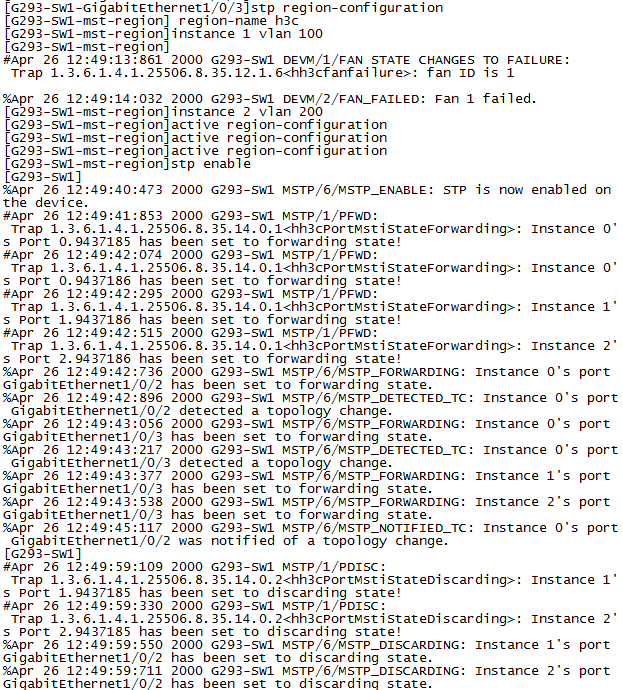 [G293-SW1-GigabitEthernet1/0/3]stp region-configuration
[G293-SW1-mst-region] region-name h3c
[G293-SW1-mst-region]instance 1 vlan 100
[G293-SW1-mst-region]
#Apr 26 12:49:13:861 2000 G293-SW1 DEVM/1/FAN STATE CHANGES TO FAILURE:
 Trap 1.3.6.1.4.1.25506.8.35.12.1.6<hh3cfanfailure>: fan ID is 1
%Apr 26 12:49:14:032 2000 G293-SW1 DEVM/2/FAN_FAILED: Fan 1 failed.
[G293-SW1-mst-region]instance 2 vlan 200
[G293-SW1-mst-region]active region-configuration
[G293-SW1-mst-region]active region-configuration
[G293-SW1-mst-region]active region-configuration
[G293-SW1-mst-region]stp enable
[G293-SW1]
%Apr 26 12:49:40:473 2000 G293-SW1 MSTP/6/MSTP_ENABLE: STP is now enabled on
the device.
#Apr 26 12:49:41:853 2000 G293-SW1 MSTP/1/PFWD:
 Trap 1.3.6.1.4.1.25506.8.35.14.0.1<hh3cPortMstiStateForwarding>: Instance 0'
s Port 0.9437185 has been set to forwarding state!
#Apr 26 12:49:42:074 2000 G293-SW1 MSTP/1/PFWD:
 Trap 1.3.6.1.4.1.25506.8.35.14.0.1<hh3cPortMstiStateForwarding>: Instance 0'
s Port 0.9437186 has been set to forwarding state!
#Apr 26 12:49:42:295 2000 G293-SW1 MSTP/1/PFWD:
 Trap 1.3.6.1.4.1.25506.8.35.14.0.1<hh3cPortMstiStateForwarding>: Instance 1'
s Port 1.9437186 has been set to forwarding state!
#Apr 26 12:49:42:515 2000 G293-SW1 MSTP/1/PFWD:
 Trap 1.3.6.1.4.1.25506.8.35.14.0.1<hh3cPortMstiStateForwarding>: Instance 2'
s Port 2.9437186 has been set to forwarding state!
%Apr 26 12:49:42:736 2000 G293-SW1 MSTP/6/MSTP_FORWARDING: Instance 0's port
GigabitEthernet1/0/2 has been set to forwarding state.
%Apr 26 12:49:42:896 2000 G293-SW1 MSTP/6/MSTP_DETECTED_TC: Instance 0's port
 GigabitEthernet1/0/2 detected a topology change.
%Apr 26 12:49:43:056 2000 G293-SW1 MSTP/6/MSTP_FORWARDING: Instance 0's port
GigabitEthernet1/0/3 has been set to forwarding state.
%Apr 26 12:49:43:217 2000 G293-SW1 MSTP/6/MSTP_DETECTED_TC: Instance 0's port
 GigabitEthernet1/0/3 detected a topology change.
%Apr 26 12:49:43:377 2000 G293-SW1 MSTP/6/MSTP_FORWARDING: Instance 1's port
GigabitEthernet1/0/3 has been set to forwarding state.
%Apr 26 12:49:43:538 2000 G293-SW1 MSTP/6/MSTP_FORWARDING: Instance 2's port
GigabitEthernet1/0/3 has been set to forwarding state.
%Apr 26 12:49:45:117 2000 G293-SW1 MSTP/6/MSTP_NOTIFIED_TC: Instance 0's port
 GigabitEthernet1/0/2 was notified of a topology change.
[G293-SW1]
#Apr 26 12:49:59:109 2000 G293-SW1 MSTP/1/PDISC:
 Trap 1.3.6.1.4.1.25506.8.35.14.0.2<hh3cPortMstiStateDiscarding>: Instance 1'
s Port 1.9437185 has been set to discarding state!
#Apr 26 12:49:59:330 2000 G293-SW1 MSTP/1/PDISC:
 Trap 1.3.6.1.4.1.25506.8.35.14.0.2<hh3cPortMstiStateDiscarding>: Instance 2'
s Port 2.9437185 has been set to discarding state!
%Apr 26 12:49:59:550 2000 G293-SW1 MSTP/6/MSTP_DISCARDING: Instance 1's port
GigabitEthernet1/0/2 has been set to discarding state.
%Apr 26 12:49:59:711 2000 G293-SW1 MSTP/6/MSTP_DISCARDING: Instance 2's port
GigabitEthernet1/0/2 has been set to discarding state.